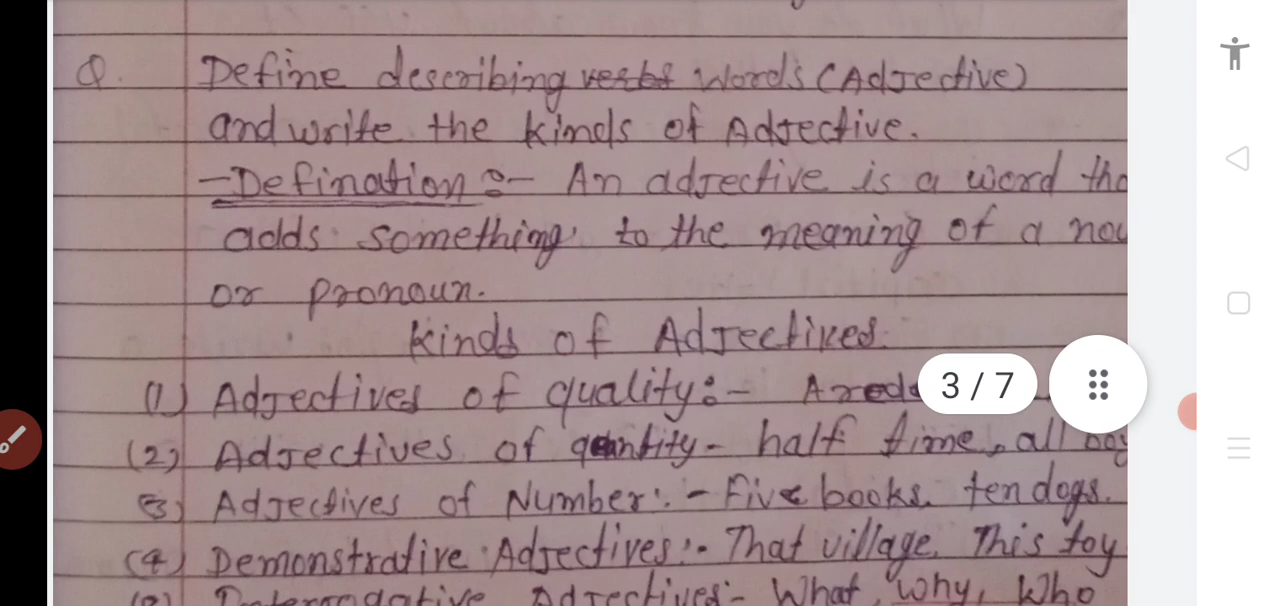 Q. Define describing verbs words (Adjective)
and write the kinds of Adjective.
- Defination :- An adjective is a word tha
adds something to the meaning of a nou
or pronoun.
Kinds of Adjectives.
(1) Adjectives of quality :- A red
3 / 7
(2) Adjectives of quantity - half time, all
(3) Adjectives of Number :- Five books. ten dogs.
(4) Demonstrative Adjectives :- That village. This toy
Adjectives - What, Why, Who